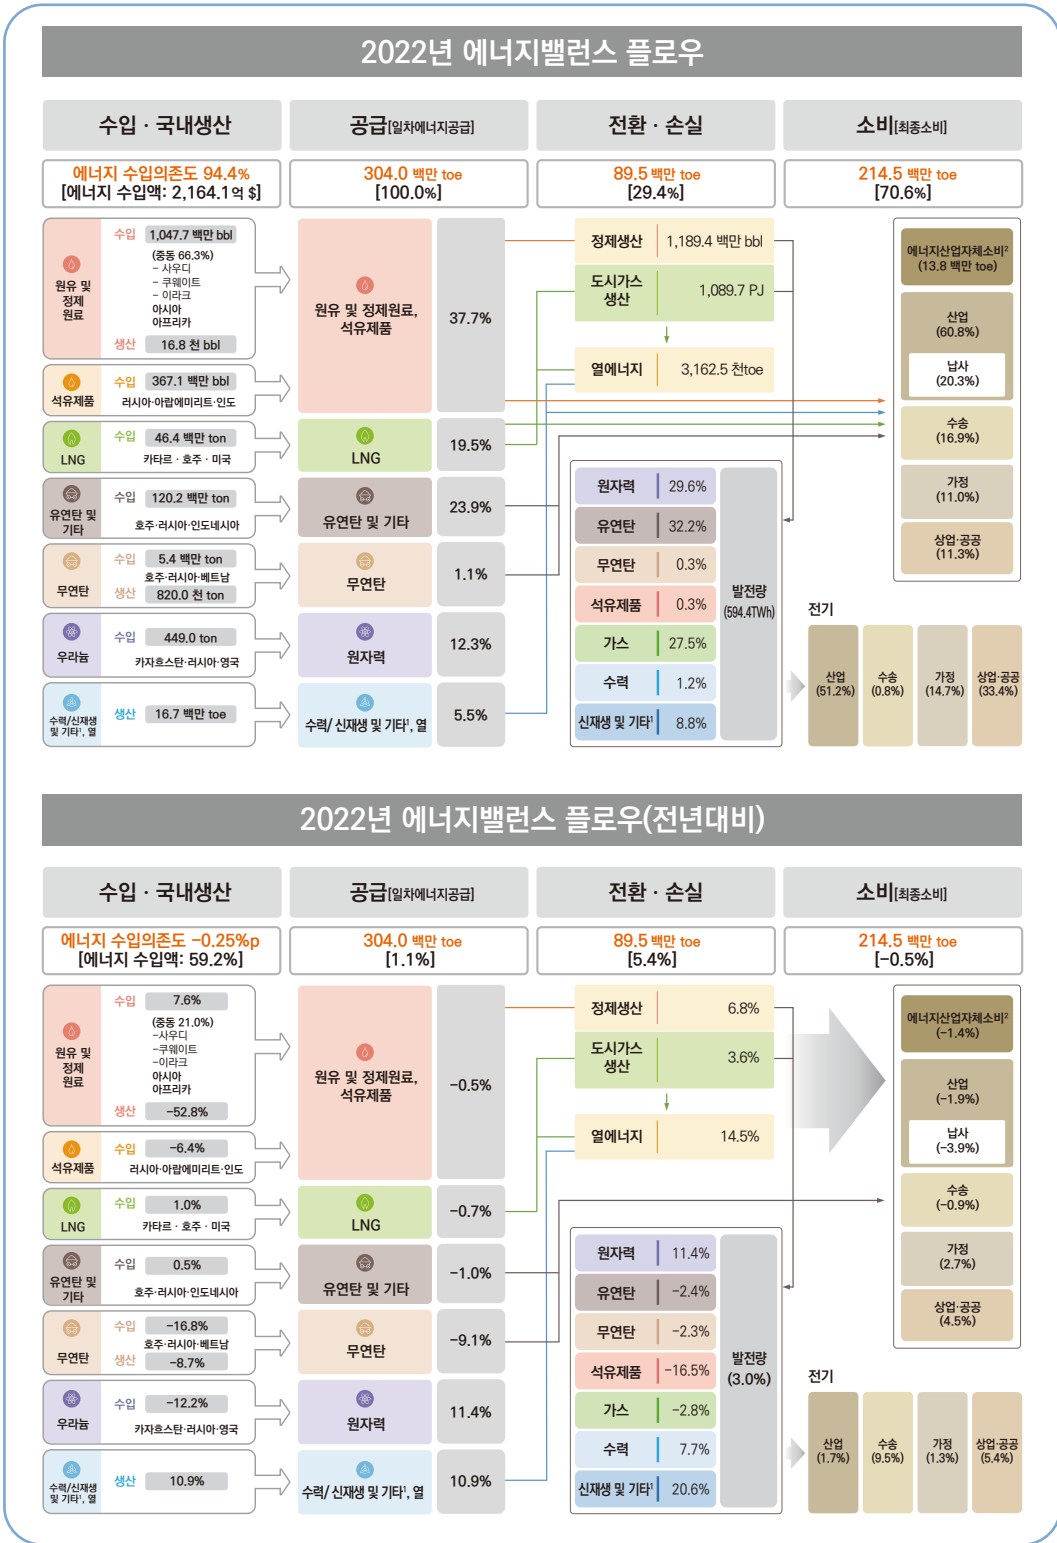 2022년 에너지밸런스 플로우
수입 · 국내생산
공급[일차에너지공급]
전환 · 손실
소비[최종소비]
에너지 수입의존도 94.4%
[에너지 수입액: 2,164.1억 $]
304.0 백만 toe
[100.0%]
89.5 백만 toe
[29.4%]
214.5 백만 toe
[70.6%]
원유 및
정제
원료
수입 1,047.7 백만 bbl
(중동 66.3%)
- 사우디
- 쿠웨이트
- 이라크
아시아
아프리카
생산 16.8 천 bbl
석유제품
수입 367.1 백만 bbl
러시아·아랍에미리트·인도
LNG
수입 46.4 백만 ton
카타르 · 호주 · 미국
유연탄 및
기타
수입 120.2 백만 ton
호주·러시아·인도네시아
무연탄
수입 5.4 백만 ton
호주·러시아·베트남
생산 820.0 천 ton
우라늄
수입 449.0 ton
카자흐스탄·러시아·영국
수력/신재생
및 기타¹, 열
생산 16.7 백만 toe
원유 및 정제원료,
석유제품
37.7%
LNG
19.5%
유연탄 및 기타
23.9%
무연탄
1.1%
원자력
12.3%
수력/ 신재생 및 기타¹, 열
5.5%
정제생산 1,189.4 백만 bbl
도시가스
생산
1,089.7 PJ
열에너지 3,162.5 천toe
원자력 29.6%
유연탄 32.2%
무연탄 0.3%
석유제품 0.3%
가스 27.5%
수력 1.2%
신재생 및 기타¹ 8.8%
발전량
(594.4TWh)
에너지산업자체소비²
(13.8 백만 toe)
산업
(60.8%)
납사
(20.3%)
수송
(16.9%)
가정
(11.0%)
상업·공공
(11.3%)
전기
산업
(51.2%)
수송
(0.8%)
가정
(14.7%)
상업·공공
(33.4%)
2022년 에너지밸런스 플로우(전년대비)
수입 · 국내생산
공급[일차에너지공급]
전환 · 손실
소비[최종소비]
에너지 수입의존도 -0.25%p
[에너지 수입액: 59.2%]
304.0 백만 toe
[1.1%]
89.5 백만 toe
[5.4%]
214.5 백만 toe
[-0.5%]
원유 및
정제
원료
수입 7.6%
(중동 21.0%)
-사우디
-쿠웨이트
-이라크
아시아
아프리카
생산 -52.8%
석유제품
수입 -6.4%
러시아·아랍에미리트·인도
LNG
수입 1.0%
카타르 · 호주 · 미국
유연탄 및
기타
수입 0.5%
호주·러시아·인도네시아
무연탄
수입 -16.8%
호주·러시아·베트남
생산 -8.7%
우라늄
수입 -12.2%
카자흐스탄·러시아·영국
수력/신재생
및 기타¹, 열
생산 10.9%
원유 및 정제원료,
석유제품
-0.5%
LNG
-0.7%
유연탄 및 기타
-1.0%
무연탄
-9.1%
원자력
11.4%
수력/ 신재생 및 기타¹, 열
10.9%
정제생산 6.8%
도시가스
생산
3.6%
열에너지 14.5%
원자력 11.4%
유연탄 -2.4%
무연탄 -2.3%
석유제품 -16.5%
가스 -2.8%
수력 7.7%
신재생 및 기타¹ 20.6%
발전량
(3.0%)
에너지산업자체소비²
(-1.4%)
산업
(-1.9%)
납사
(-3.9%)
수송
(-0.9%)
가정
(2.7%)
상업·공공
(4.5%)
전기
산업
(1.7%)
수송
(9.5%)
가정
(1.3%)
상업·공공
(5.4%)